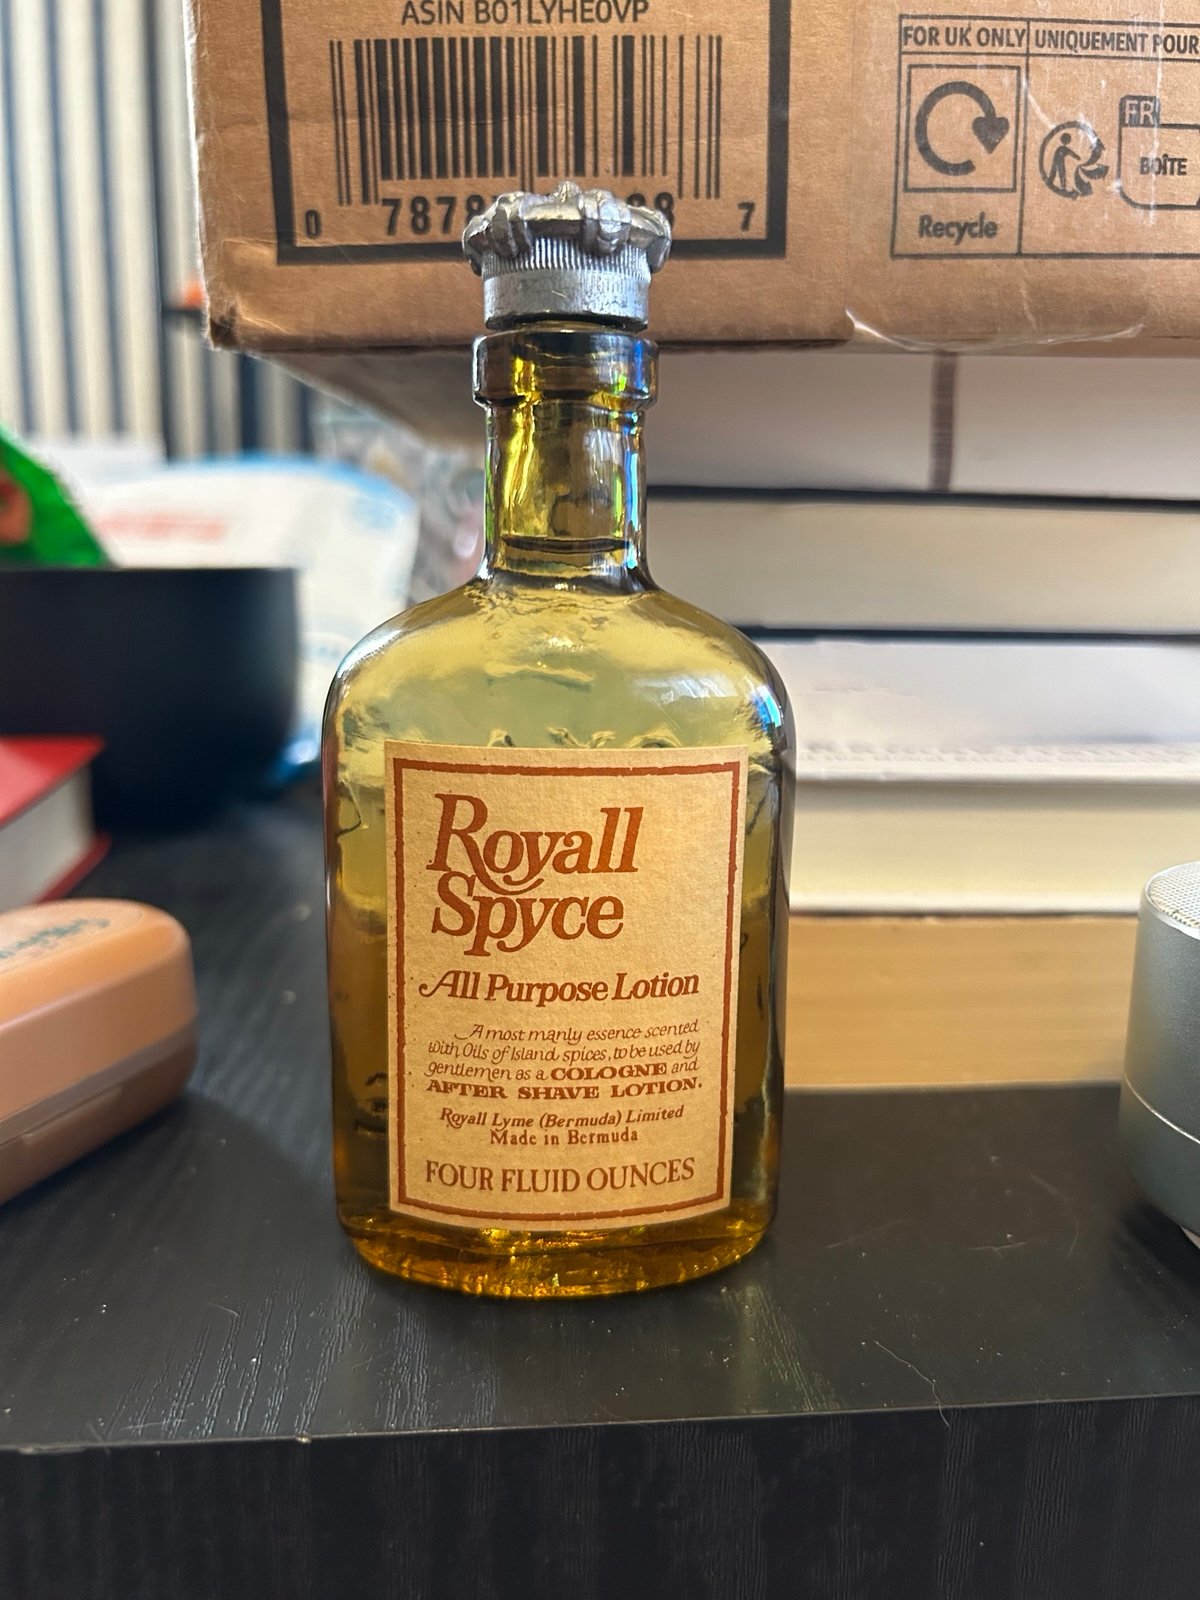 ASIN B01LYHE0VP
FOR UK ONLY
UNIQUEMENT POUR
FR
BOÎTE
0
7
Recycle
Royall
Spyce
All Purpose Lotion
A most manly essence scented
with Oils of Island spices, to be used by
gentlemen as a COLOGNE and
AFTER SHAVE LOTION.
Royall Lyme (Bermuda) Limited
Made in Bermuda
FOUR FLUID OUNCES